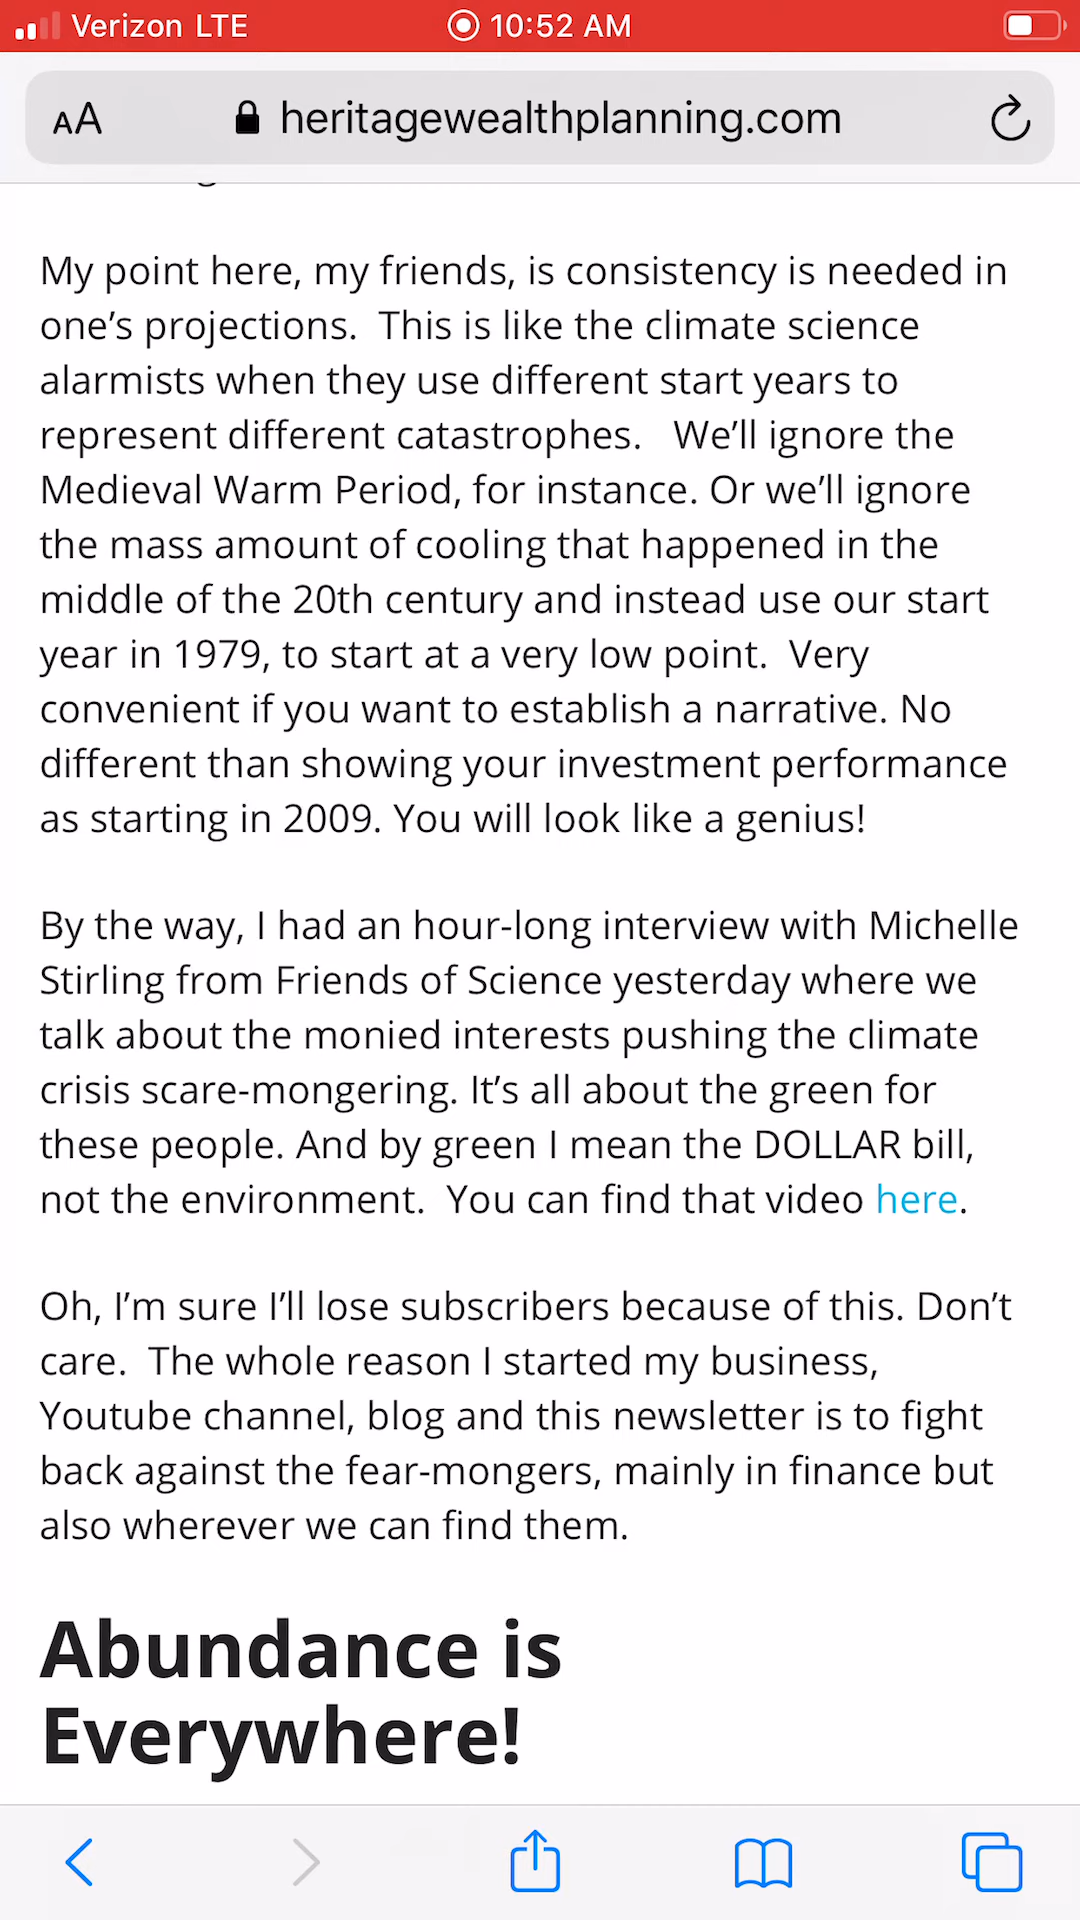 Verizon LTE 10:52 AM
AA heritagewealthplanning.com
My point here, my friends, is consistency is needed in
one’s projections.  This is like the climate science
alarmists when they use different start years to
represent different catastrophes.   We’ll ignore the
Medieval Warm Period, for instance. Or we’ll ignore
the mass amount of cooling that happened in the
middle of the 20th century and instead use our start
year in 1979, to start at a very low point.  Very
convenient if you want to establish a narrative. No
different than showing your investment performance
as starting in 2009. You will look like a genius!
By the way, I had an hour-long interview with Michelle
Stirling from Friends of Science yesterday where we
talk about the monied interests pushing the climate
crisis scare-mongering. It’s all about the green for
these people. And by green I mean the DOLLAR bill,
not the environment.  You can find that video here.
Oh, I’m sure I’ll lose subscribers because of this. Don’t
care.  The whole reason I started my business,
Youtube channel, blog and this newsletter is to fight
back against the fear-mongers, mainly in finance but
also wherever we can find them.
Abundance is
Everywhere!